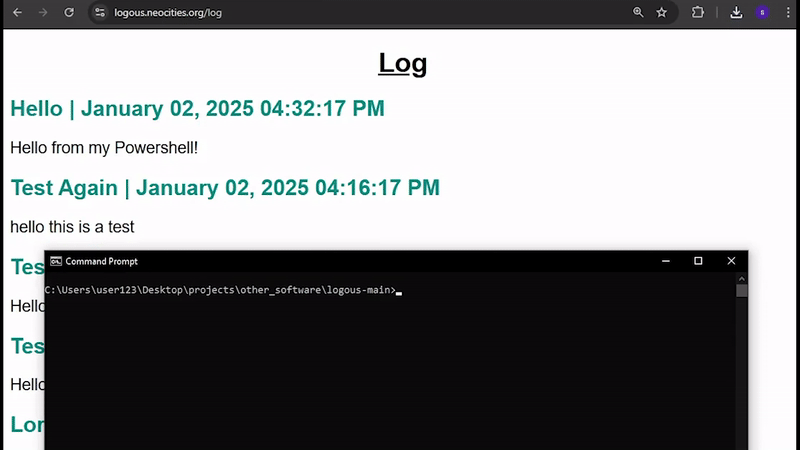 logous.neocities.org/log
s
Log
Hello | January 02, 2025 04:32:17 PM
Hello from my Powershell!
Test Again | January 02, 2025 04:16:17 PM
hello this is a test
Tes
Command Prompt
C:\Users\user123\Desktop\projects\other_software\logous-main>
Hello
Tes
Hello
Lor